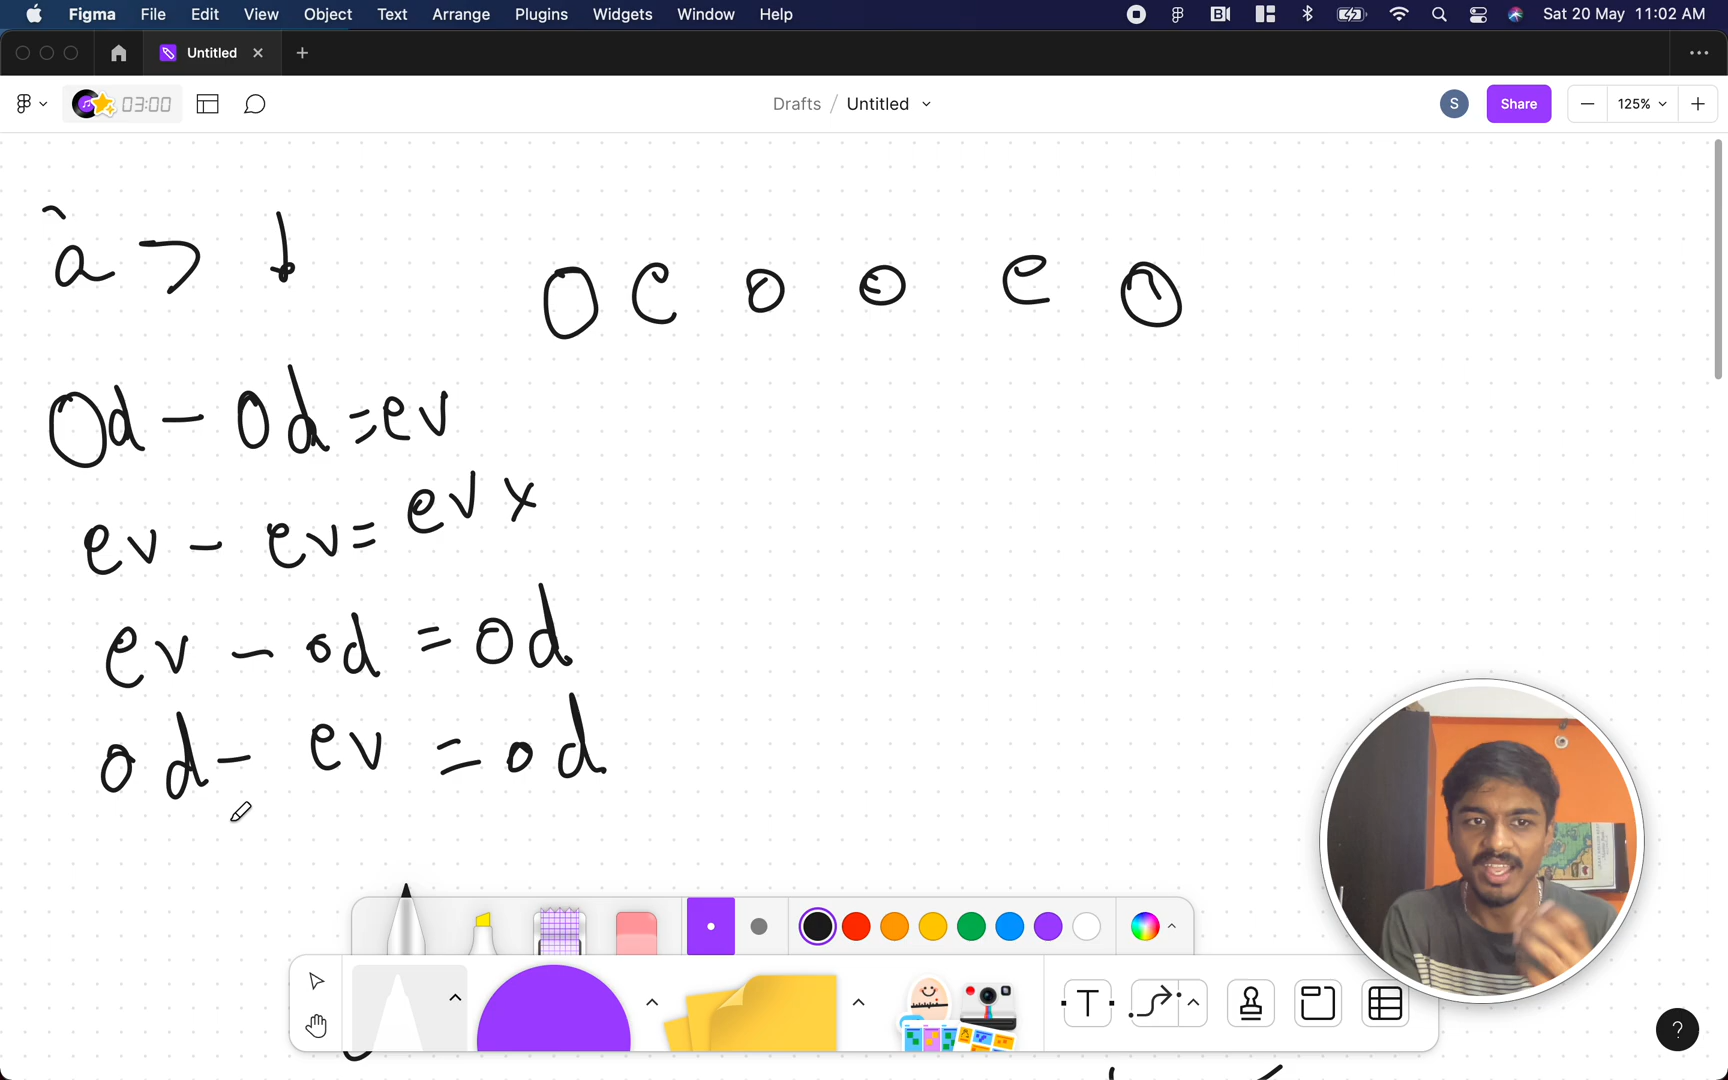 Figma File Edit View Object Text Arrange Plugins Widgets Window Help Sat 20 May 11:02 AM
Untitled
03:00 Drafts / Untitled S Share 125%
a > b
O e o o e o
Od - Od = ev
ev - ev = ev x
ev - od = od
od - ev = od
T
?